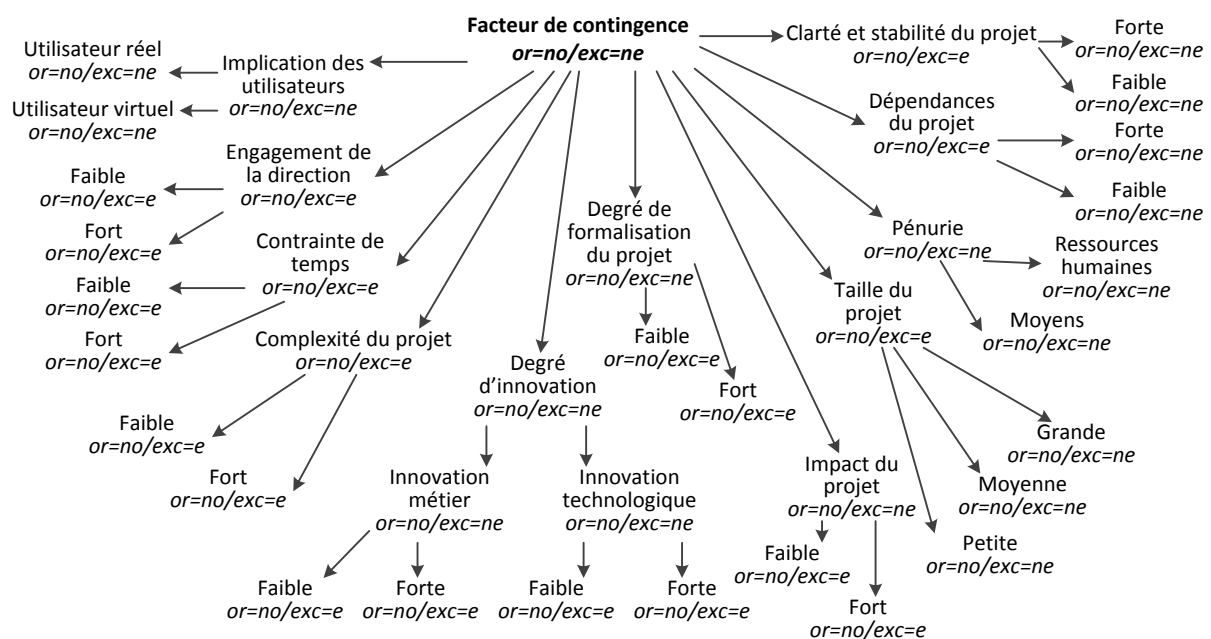 Facteur de contingence
or=no/exc=ne
Clarté et stabilité du projet
or=no/exc=e
Forte
or=no/exc=ne
Faible
or=no/exc=ne
Utilisateur réel
or=no/exc=ne
Implication des
utilisateurs
or=no/exc=ne
Utilisateur virtuel
or=no/exc=ne
Dépendances
du projet
or=no/exc=e
Forte
or=no/exc=ne
Faible
or=no/exc=ne
Engagement de
la direction
or=no/exc=e
Faible
or=no/exc=e
Fort
or=no/exc=e
Degré de
formalisation
du projet
or=no/exc=ne
Faible
or=no/exc=e
Fort
or=no/exc=e
Pénurie
or=no/exc=ne
Ressources
humaines
or=no/exc=ne
Moyens
or=no/exc=ne
Contrainte de
temps
or=no/exc=e
Faible
or=no/exc=e
Fort
or=no/exc=e
Taille du
projet
or=no/exc=e
Grande
or=no/exc=ne
Moyenne
or=no/exc=ne
Petite
or=no/exc=ne
Complexité du projet
or=no/exc=e
Faible
or=no/exc=e
Fort
or=no/exc=e
Degré
d’innovation
or=no/exc=ne
Innovation
métier
or=no/exc=ne
Innovation
technologique
or=no/exc=ne
Faible
or=no/exc=e
Forte
or=no/exc=e
Faible
or=no/exc=e
Forte
or=no/exc=e
Impact du
projet
or=no/exc=ne
Faible
or=no/exc=e
Fort
or=no/exc=e